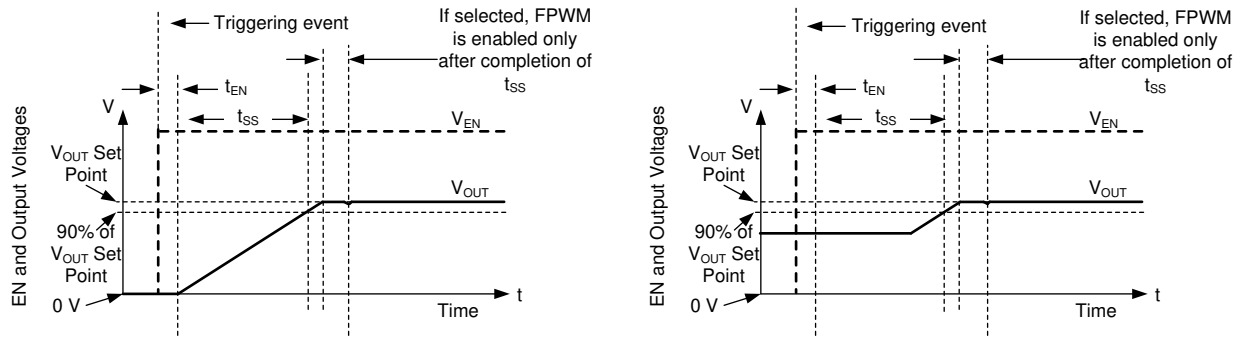 Triggering event
If selected, FPWM
is enabled only
after completion of
tSS
tEN
V
tSS
VEN
VOUT Set
Point
VOUT
90% of
VOUT Set
Point
0 V
t
Time
EN and Output Voltages
Triggering event
If selected, FPWM
is enabled only
after completion of
tSS
tEN
V
tSS
VEN
VOUT Set
Point
VOUT
90% of
VOUT Set
Point
0 V
t
Time
EN and Output Voltages